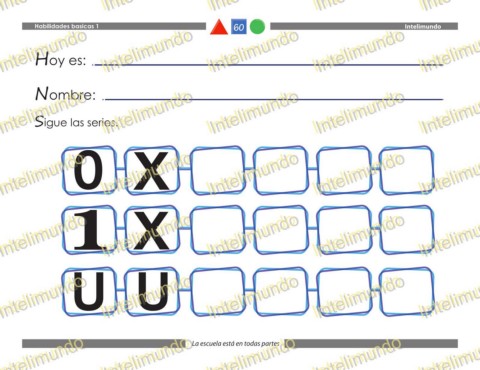 Habilidades basicas 1 60 Intelimundo
Hoy es:
Nombre:
Sigue las series.
0 X
1 X
U U
La escuela está en todas partes
Intelimundo